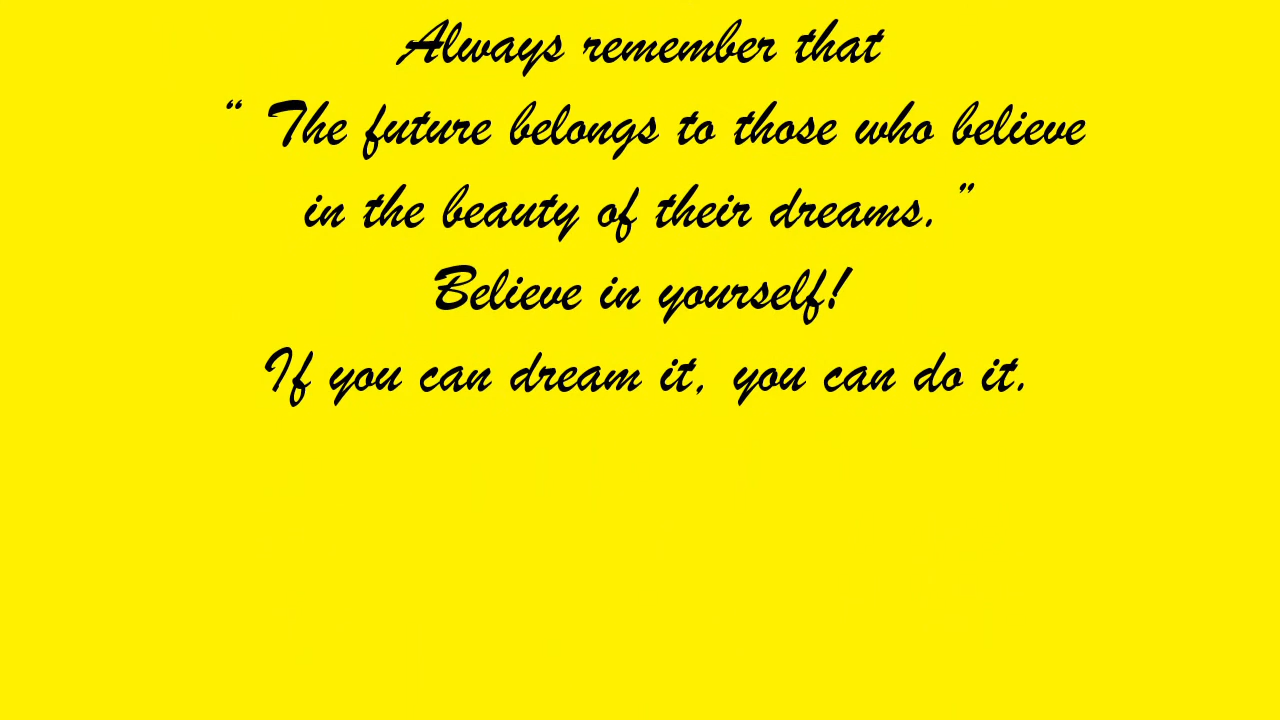 Always remember that
“ The future belongs to those who believe
in the beauty of their dreams.”
Believe in yourself!
If you can dream it, you can do it.